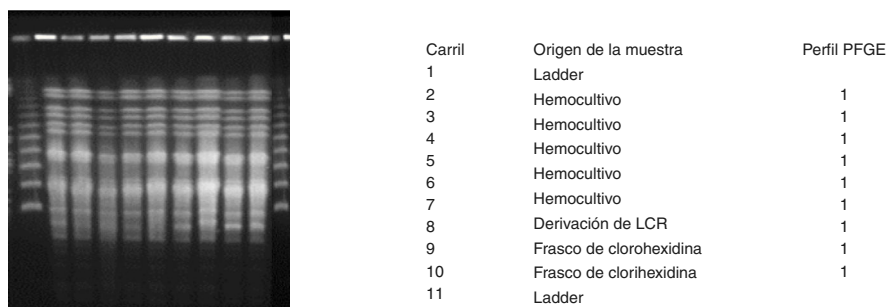 Carril Origen de la muestra Perfil PFGE
1 Ladder
2 Hemocultivo 1
3 Hemocultivo 1
4 Hemocultivo 1
5 Hemocultivo 1
6 Hemocultivo 1
7 Hemocultivo 1
8 Derivación de LCR 1
9 Frasco de clorohexidina 1
10 Frasco de clorihexidina 1
11 Ladder